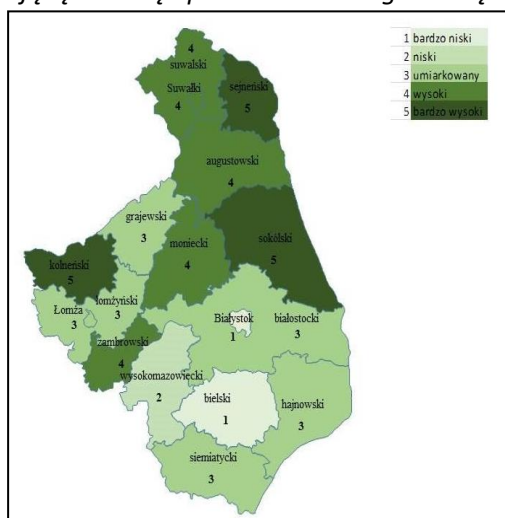 1 bardzo niski
2 niski
3 umiarkowany
4 wysoki
5 bardzo wysoki
4
suwalski
Suwałki
4
sejneński
5
augustowski
4
grajewski
3
moniecki
4
sokólski
5
kolneński
5
łomżyński
3
Łomża
3
zambrowski
4
Białystok
1
białostocki
3
wysokomazowiecki
2
bielski
1
hajnowski
3
siemiatycki
3